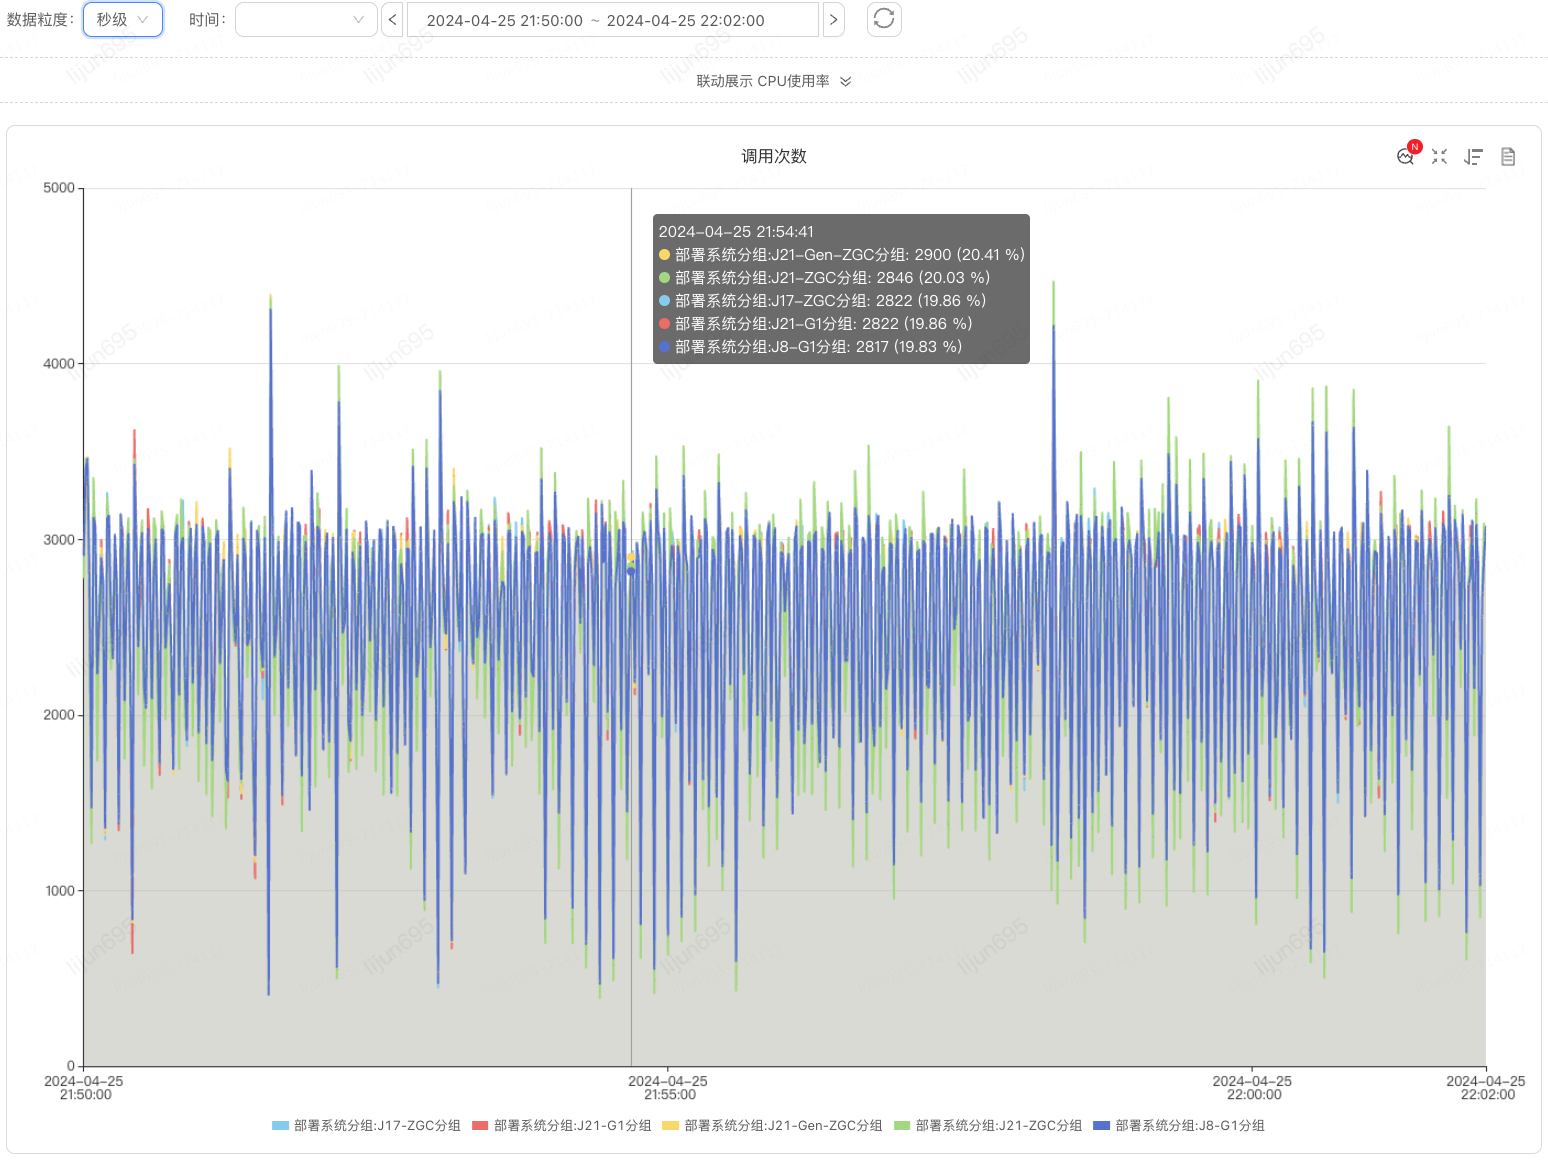 数据粒度: 秒级 时间: 2024-04-25 21:50:00 ~ 2024-04-25 22:02:00
联动展示 CPU使用率
调用次数
N
5000
4000
3000
2000
1000
0
2024-04-25 21:54:41
部署系统分组:J21-Gen-ZGC分组: 2900 (20.41 %)
部署系统分组:J21-ZGC分组: 2846 (20.03 %)
部署系统分组:J17-ZGC分组: 2822 (19.86 %)
部署系统分组:J21-G1分组: 2822 (19.86 %)
部署系统分组:J8-G1分组: 2817 (19.83 %)
2024-04-25 21:50:00
2024-04-25 21:55:00
2024-04-25 22:00:00
2024-04-25 22:02:00
部署系统分组:J17-ZGC分组 部署系统分组:J21-G1分组 部署系统分组:J21-Gen-ZGC分组 部署系统分组:J21-ZGC分组 部署系统分组:J8-G1分组
lijun695